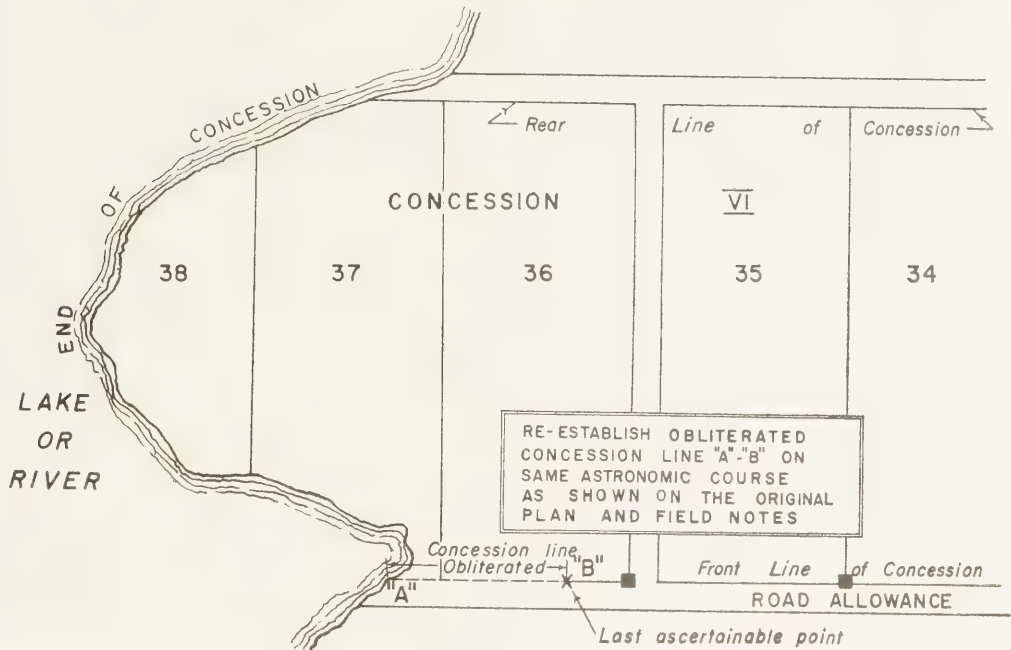 END OF CONCESSION
Rear Line of Concession
CONCESSION VI
38 37 36 35 34
LAKE
OR
RIVER
RE-ESTABLISH OBLITERATED
CONCESSION LINE "A"-"B" ON
SAME ASTRONOMIC COURSE
AS SHOWN ON THE ORIGINAL
PLAN AND FIELD NOTES
Concession line
Obliterated
"B"
Front Line of Concession
"A"
ROAD ALLOWANCE
Last ascertainable point